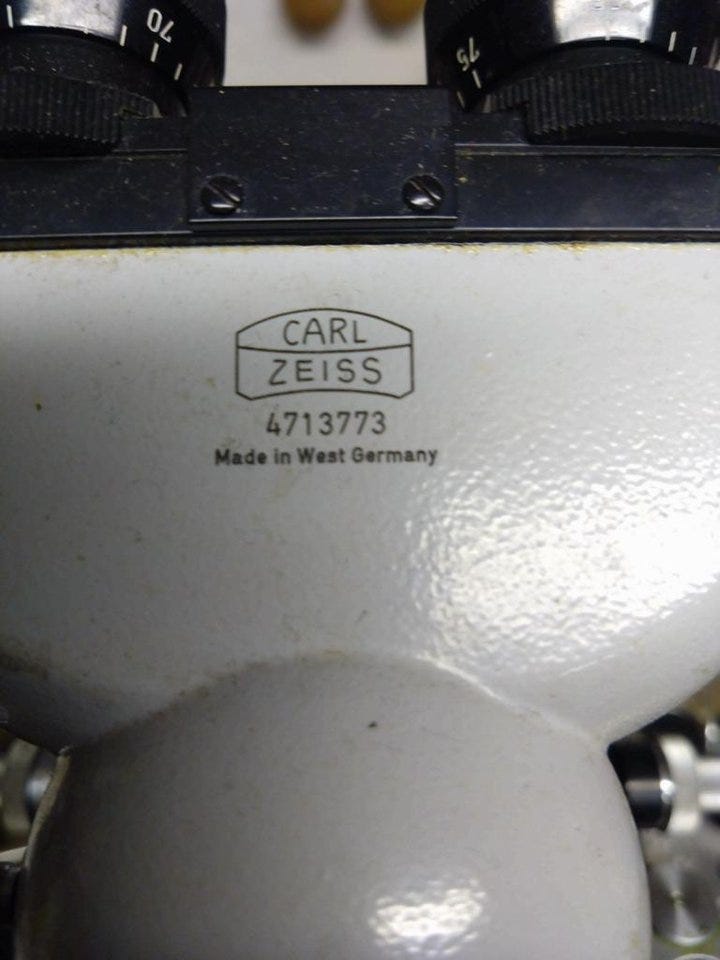 70
75
CARL
ZEISS
4713773
Made in West Germany